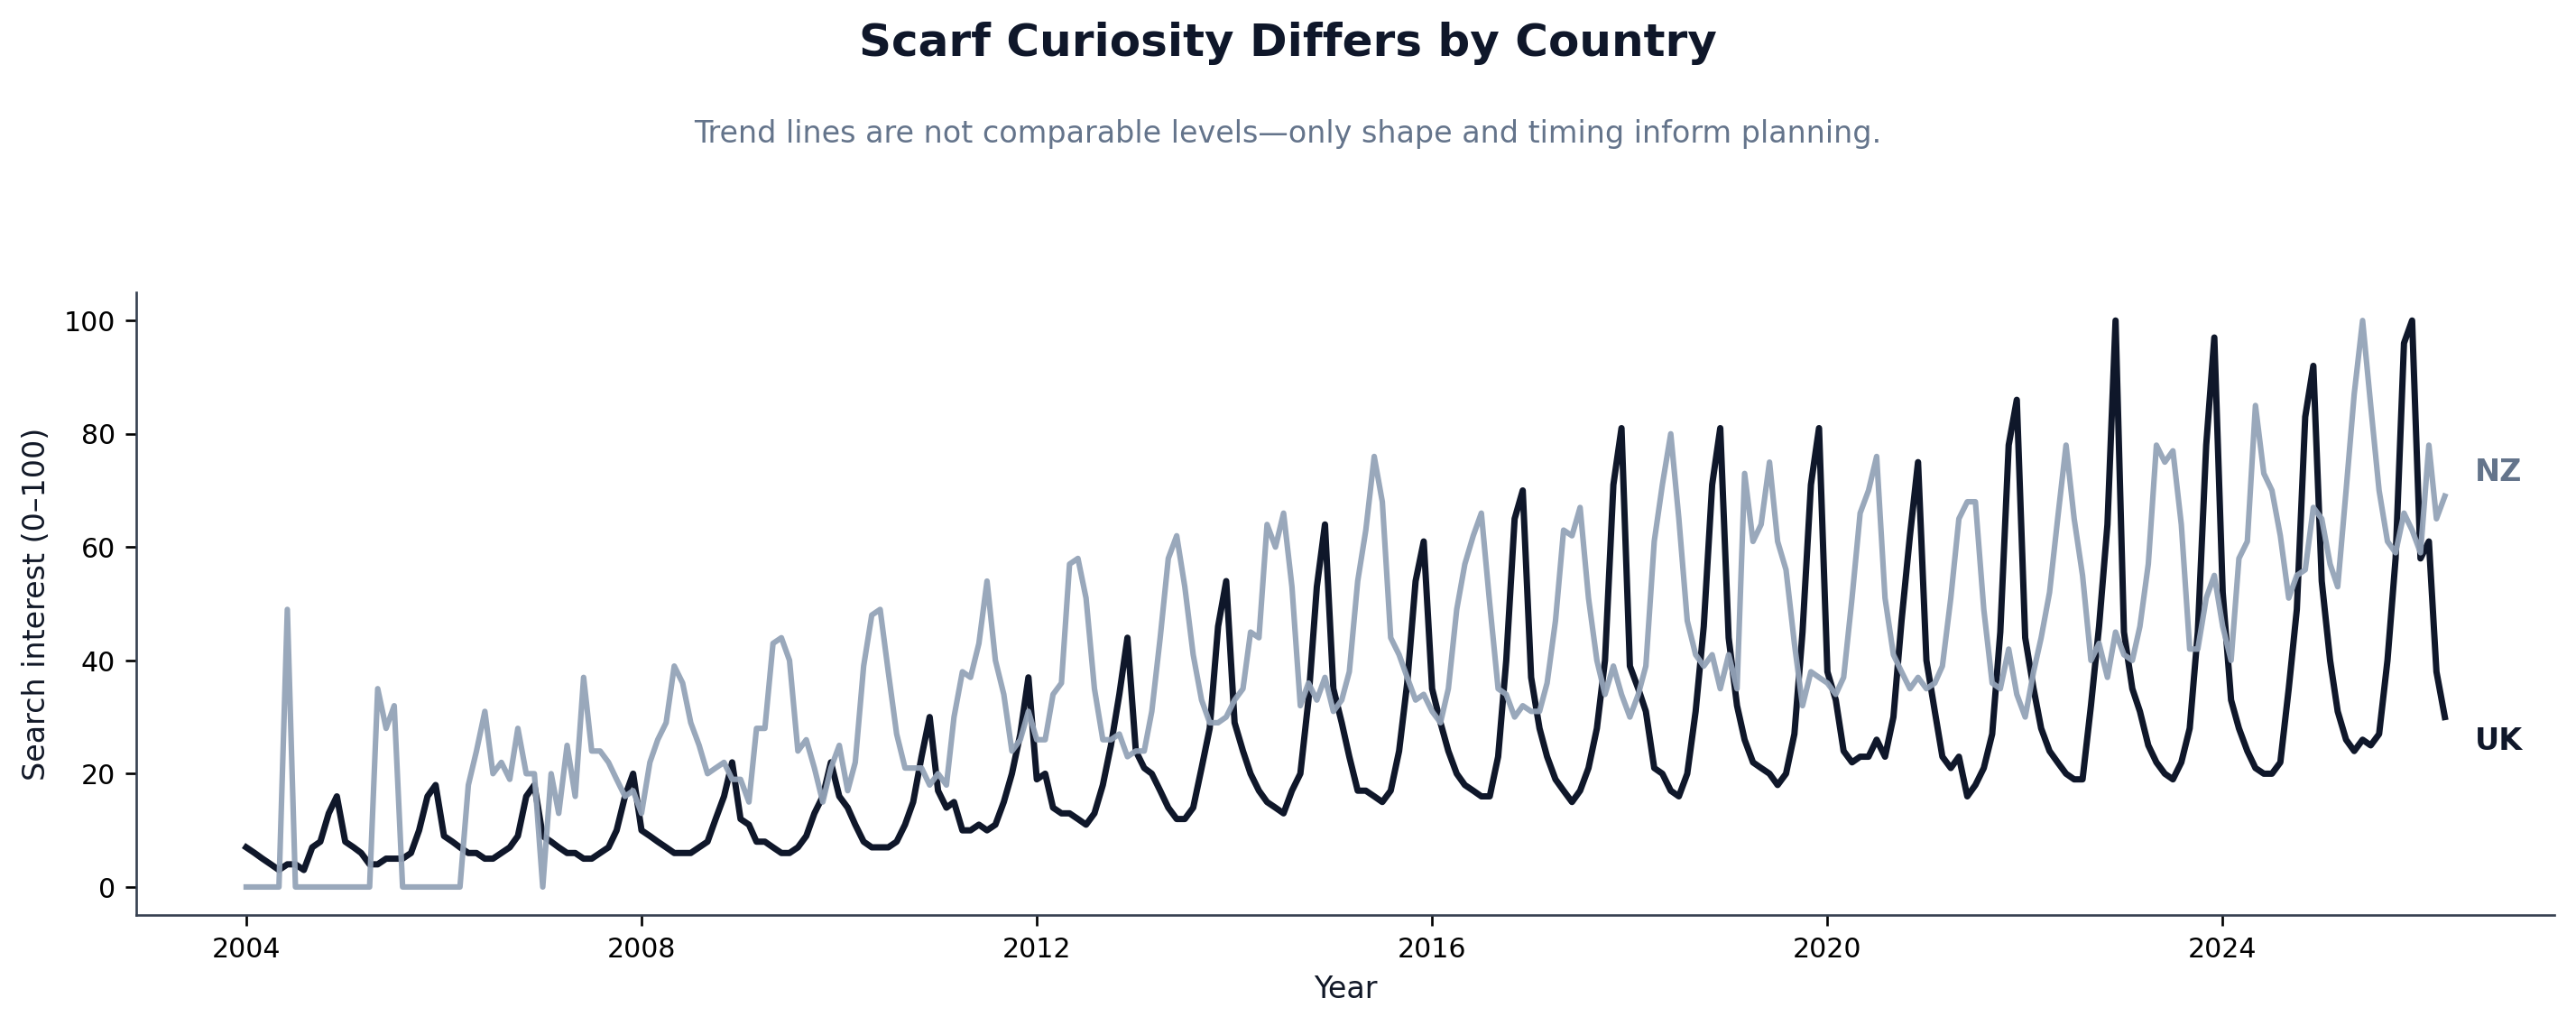 Scarf Curiosity Differs by Country
Trend lines are not comparable levels—only shape and timing inform planning.
Search interest (0–100)
100
80
60
40
20
0
NZ
UK
2004
2008
2012
2016
2020
2024
Year